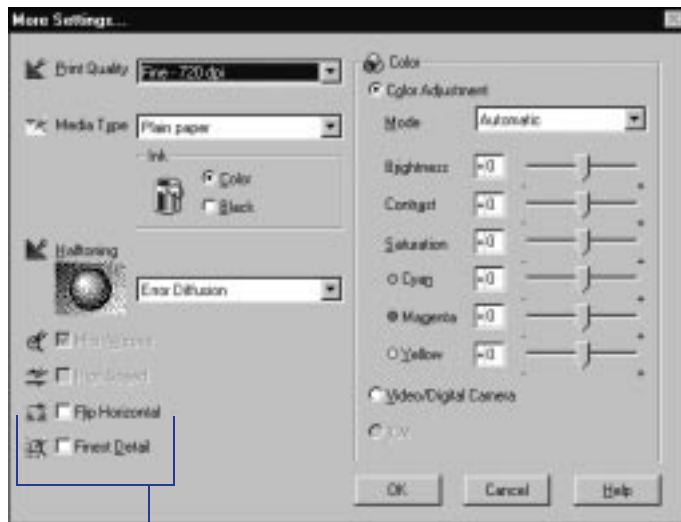 More Settings...
Print Quality
Fine - 720 dpi
Media Type
Plain paper
Ink
Color
Black
Halftoning
Error Diffusion
Flip Horizontal
Finest Detail
Color
Color Adjustment
Mode
Automatic
Brightness
+0
Contrast
+0
Saturation
+0
Cyan
+0
Magenta
+0
Yellow
+0
Video/Digital Camera
OK
Cancel
Help